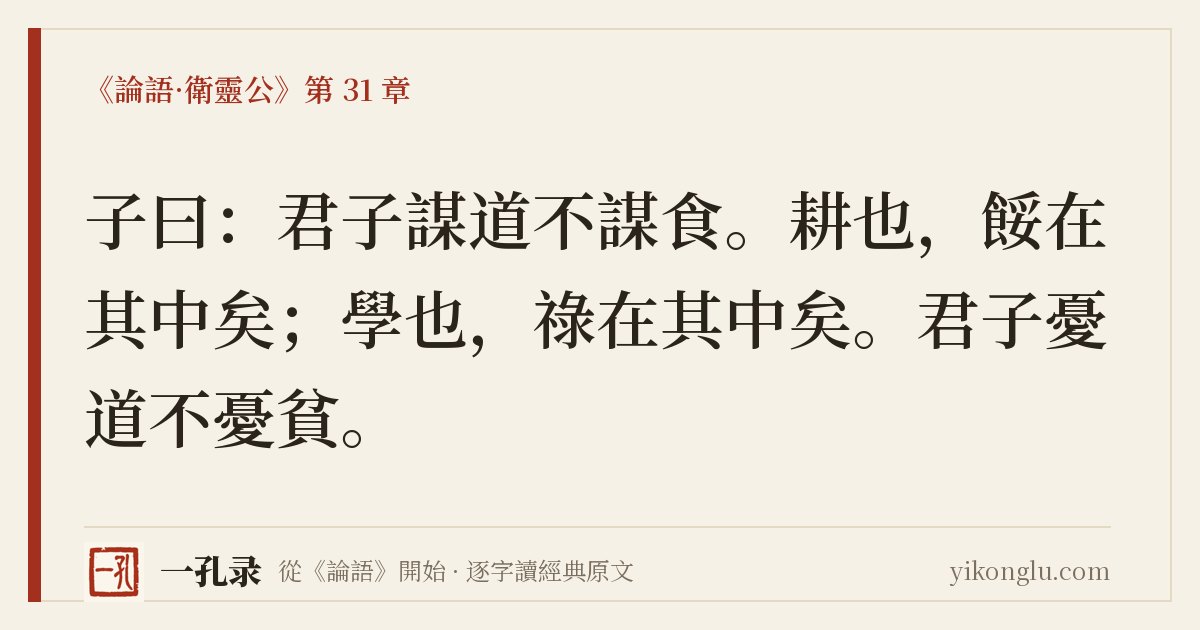 《論語·衛靈公》第 31 章
子曰：君子謀道不謀食。耕也，餒在
其中矣；學也，祿在其中矣。君子憂
道不憂貧。
一孔
一孔录 從《論語》開始 · 逐字讀經典原文
yikonglu.com